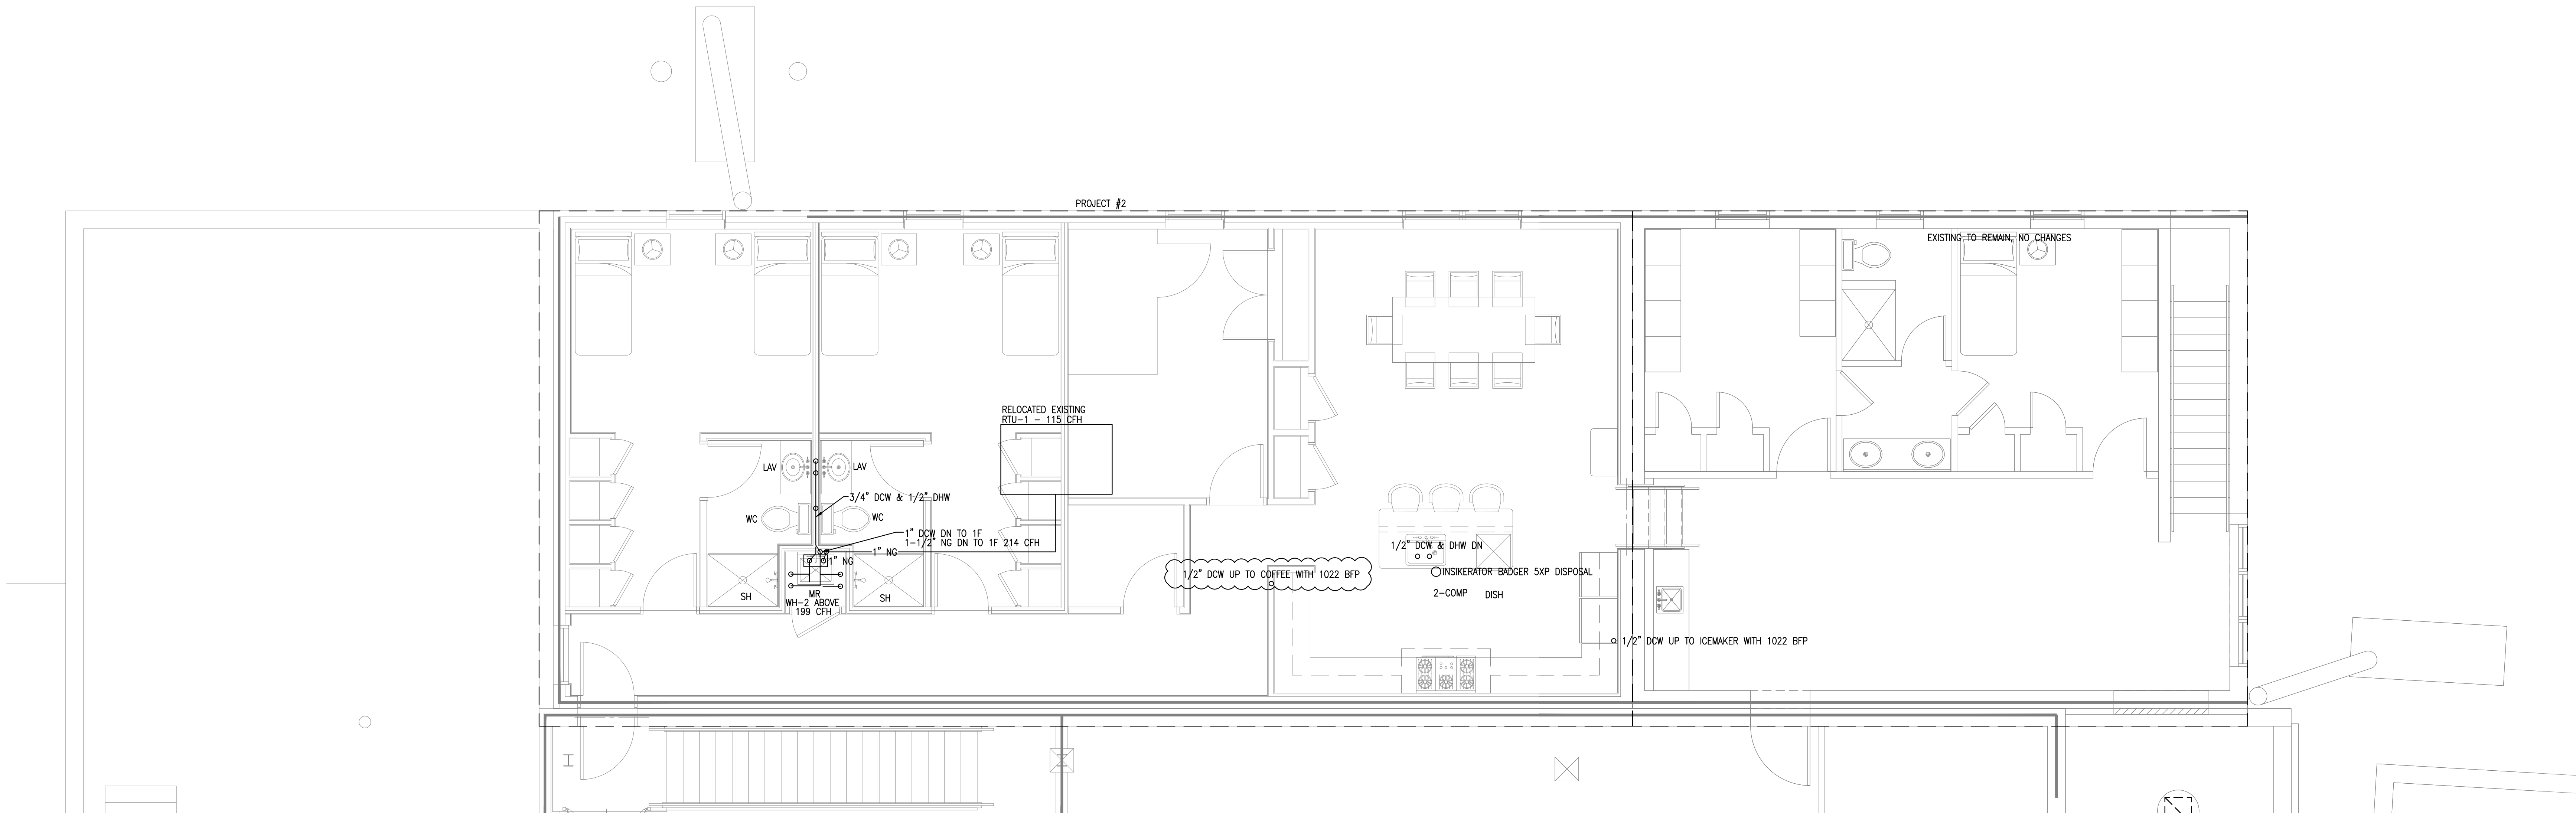 PROJECT #2
EXISTING TO REMAIN, NO CHANGES
RELOCATED EXISTING
RTU-1 - 115 CFH
LAV
LAV
3/4" DCW & 1/2" DHW
WC
WC
1" DCW DN TO 1F
1-1/2" NG DN TO 1F 214 CFH
1" NG
1" NG
MR
WH-2 ABOVE
199 CFH
SH
SH
1/2" DCW & DHW DN
1/2" DCW UP TO COFFEE WITH 1022 BFP
INSIKERATOR BADGER 5XP DISPOSAL
2-COMP
DISH
1/2" DCW UP TO ICEMAKER WITH 1022 BFP